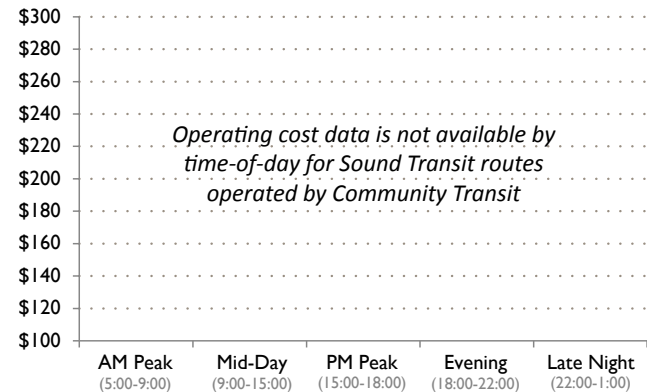 $300
$280
$260
$240
$220
$200
$180
$160
$140
$120
$100
Operating cost data is not available by
time-of-day for Sound Transit routes
operated by Community Transit
AM Peak Mid-Day PM Peak Evening Late Night
(5:00-9:00) (9:00-15:00) (15:00-18:00) (18:00-22:00) (22:00-1:00)